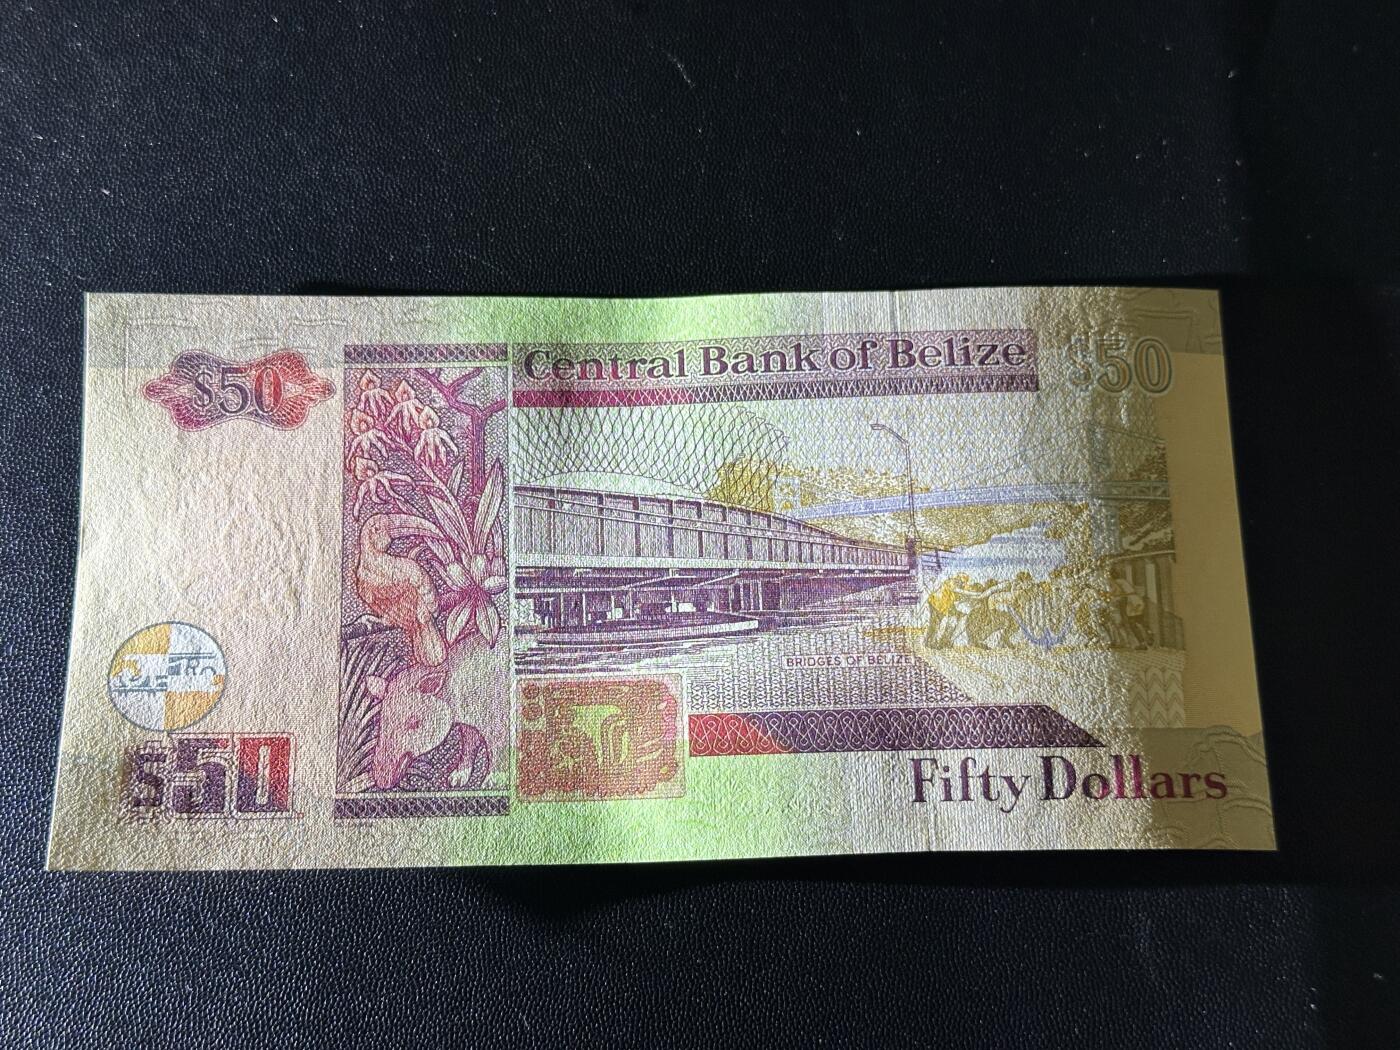 Central Bank of Belize
$50
$50
BRIDGES OF BELIZE
$50
Fifty Dollars